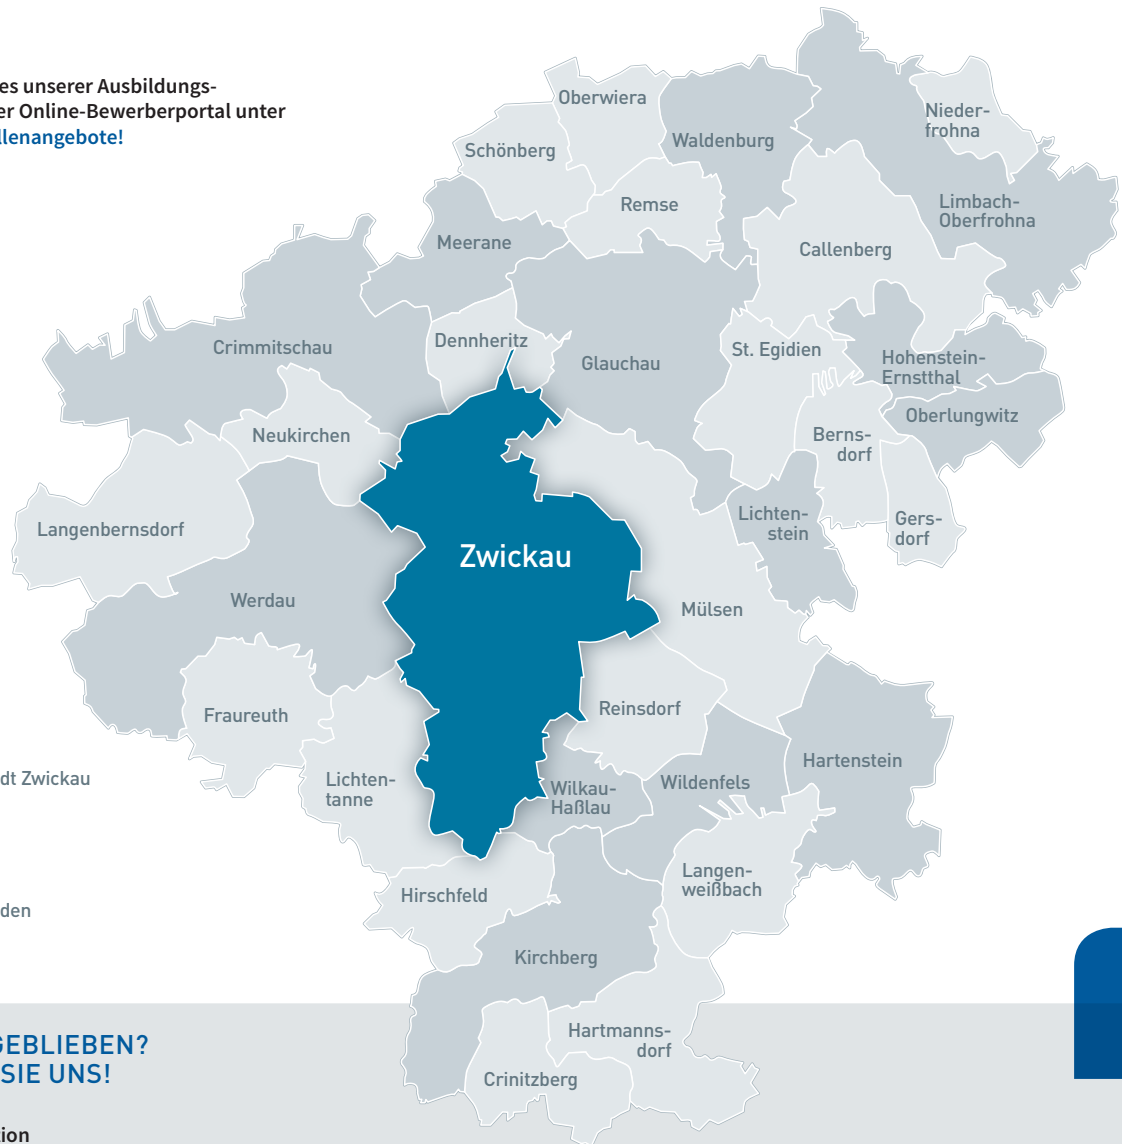 es unserer Ausbildungs-
er Online-Bewerberportal unter
llenangebote!
Oberwiera
Nieder-
frohna
Waldenburg
Schönberg
Remse
Limbach-
Oberfrohna
Meerane
Callenberg
Crimmitschau
Dennheritz
Glauchau
St. Egidien
Hohenstein-
Ernstthal
Oberlungwitz
Neukirchen
Berns-
dorf
Langenbernsdorf
Lichten-
stein
Gers-
dorf
Zwickau
Werdau
Mülsen
Fraureuth
Reinsdorf
Hartenstein
dt Zwickau
Lichten-
tanne
Wilkau-
Haßlau
Wildenfels
Langen-
weißbach
Hirschfeld
den
Kirchberg
Hartmanns-
dorf
Crinitzberg
GEBLIEBEN?
SIE UNS!
tion